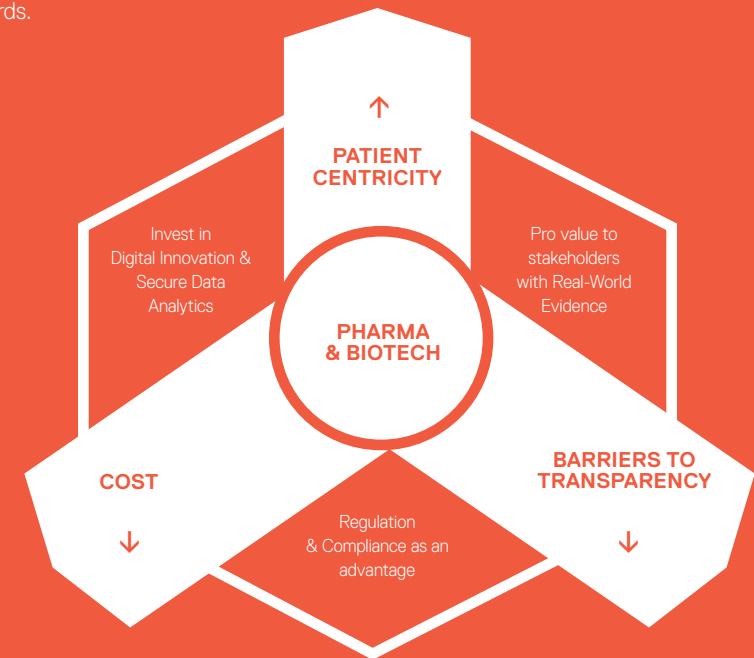 rds.
↑
PATIENT
CENTRICITY
Invest in
Digital Innovation &
Secure Data
Analytics
Pro value to
stakeholders
with Real-World
Evidence
PHARMA
& BIOTECH
COST
↓
BARRIERS TO
TRANSPARENCY
↓
Regulation
& Compliance as an
advantage